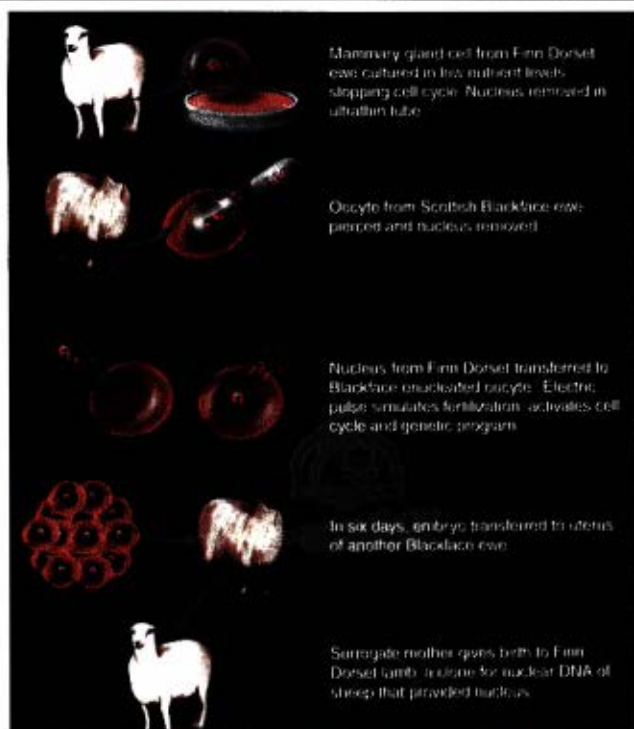 Mammary gland cell from Finn Dorset
ewe cultured in low nutrient levels
stopping cell cycle. Nucleus removed in
ultrathin tube
Oocyte from Scottish Blackface ewe
pierced and nucleus removed
Nucleus from Finn Dorset transferred to
Blackface enucleated oocyte. Electric
pulse simulates fertilization, activates cell
cycle and genetic program
In six days, embryo transferred to uterus
of another Blackface ewe
Surrogate mother gives birth to Finn
Dorset lamb, a clone for nuclear DNA of
sheep that provided nucleus